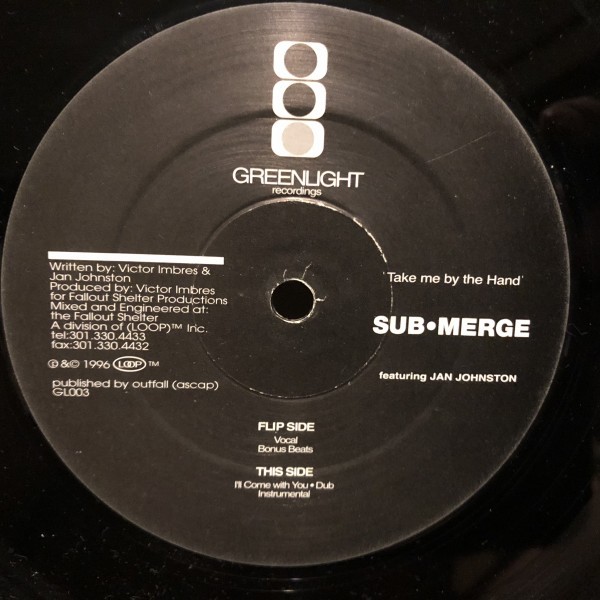 GREENLIGHT
recordings
Written by: Victor Imbres &
Jan Johnston
Produced by: Victor Imbres
for Fallout Shelter Productions
Mixed and Engineered at:
the Fallout Shelter
A division of (LOOP)™ Inc.
tel:301.330.4433
fax:301.330.4432
℗ &© 1996 LOOP ™
published by outfall (ascap)
GL003
'Take me by the Hand'
SUB•MERGE
featuring JAN JOHNSTON
FLIP SIDE
Vocal
Bonus Beats
THIS SIDE
I'll Come with You • Dub
Instrumental